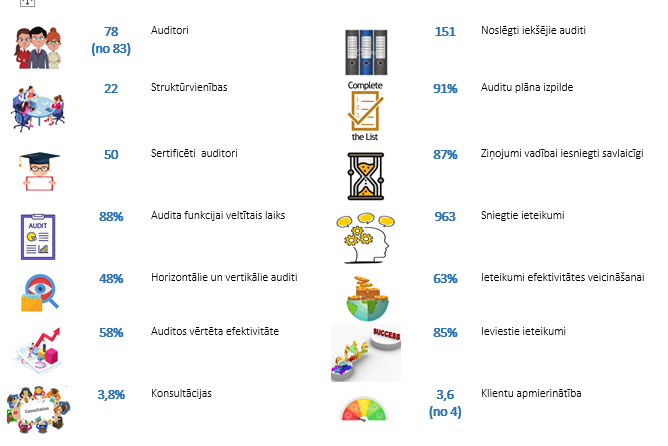 78
(no 83)
Auditori
22
Struktūrvienības
50
Sertificēti auditori
AUDIT
88%
Audita funkcijai veltītais laiks
48%
Horizontālie un vertikālie auditi
58%
Auditos vērtēta efektivitāte
Consultation
3,8%
Konsultācijas
151
Noslēgti iekšējie auditi
Complete
the List
91%
Auditu plāna izpilde
87%
Ziņojumi vadībai iesniegti savlaicīgi
963
Sniegtie ieteikumi
63%
Ieteikumi efektivitātes veicināšanai
SUCCESS
85%
Ieviestie ieteikumi
3,6
(no 4)
Klientu apmierinātība